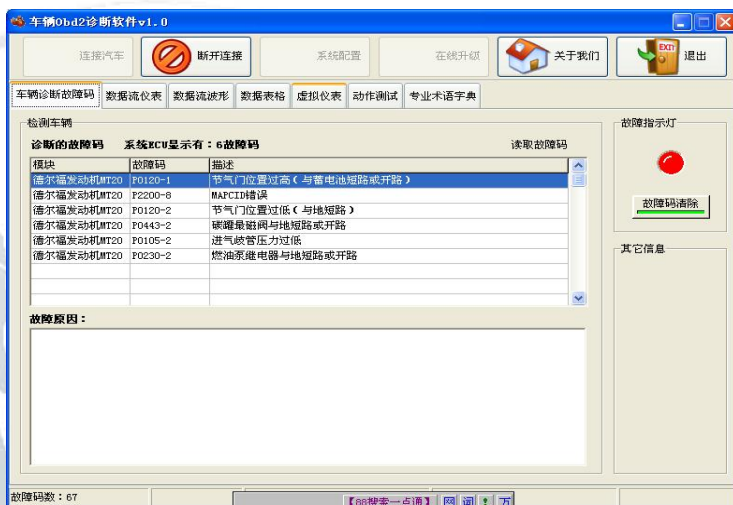 车辆Obd2诊断软件v1.0
连接汽车 断开连接 系统配置 在线升级 关于我们 EXIT 退出
车辆诊断故障码 数据流仪表 数据流波形 数据表格 虚拟仪表 动作测试 专业术语字典
检测车辆 故障指示灯
诊断的故障码 系统ECU显示有：6故障码 读取故障码
模块 故障码 描述
德尔福发动机MT20 P0120-1 节气门位置过高(与蓄电池短路或开路)
德尔福发动机MT20 P2200-8 MAPCID错误
德尔福发动机MT20 P0120-2 节气门位置过低(与地短路)
德尔福发动机MT20 P0443-2 碳罐最磁阀与地短路或开路
德尔福发动机MT20 P0105-2 进气歧管压力过低
德尔福发动机MT20 P0230-2 燃油泵继电器与地短路或开路
故障码清除
其它信息
故障原因：
故障码数：67
【88搜索一点通】 网 词 万